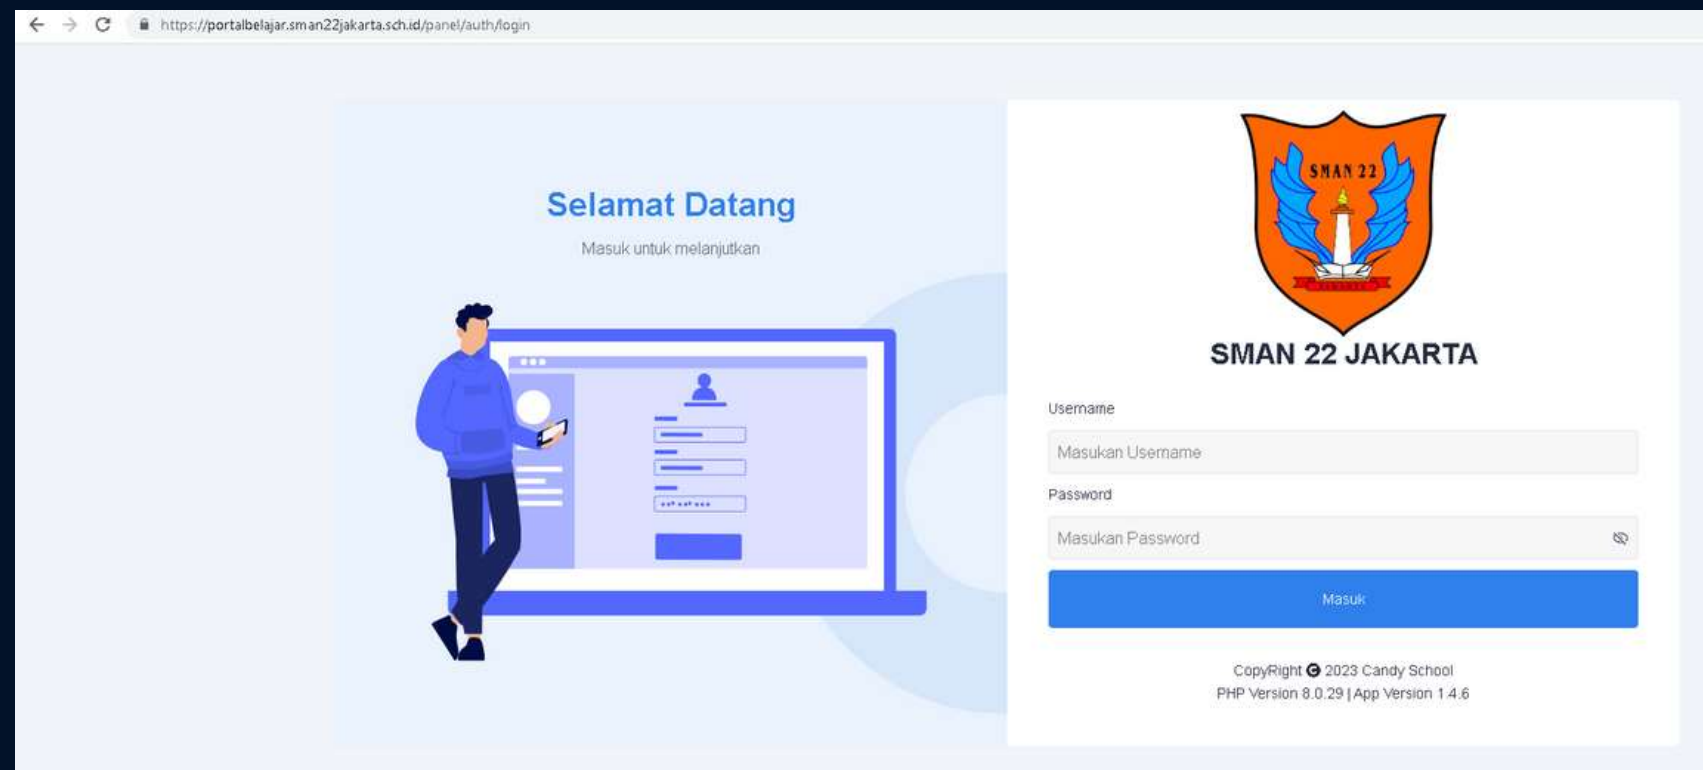 https://portalbelajar.sman22jakarta.sch.id/panel/auth/login
Selamat Datang
Masuk untuk melanjutkan
SMAN 22
SMAN 22 JAKARTA
Username
Masukan Username
Password
Masukan Password
Masuk
CopyRight 2023 Candy School
PHP Version 8.0.29 | App Version 1.4.6